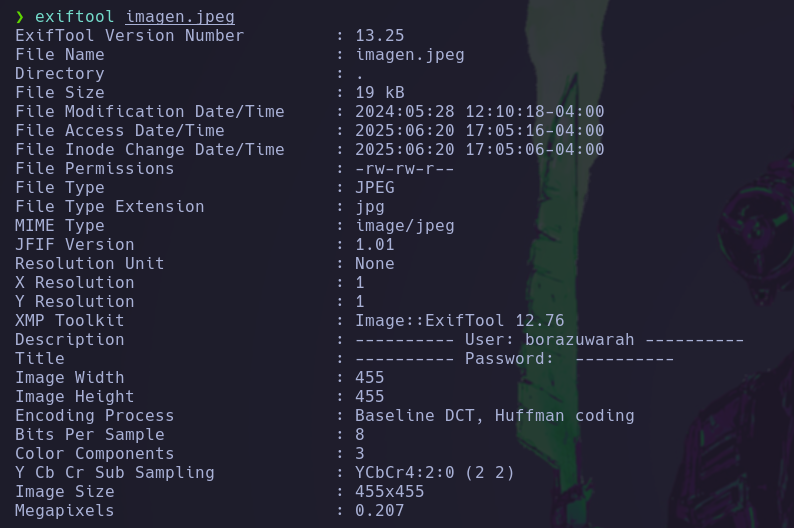 ❯ exiftool imagen.jpeg
ExifTool Version Number         : 13.25
File Name                       : imagen.jpeg
Directory                       : .
File Size                       : 19 kB
File Modification Date/Time     : 2024:05:28 12:10:18-04:00
File Access Date/Time           : 2025:06:20 17:05:16-04:00
File Inode Change Date/Time     : 2025:06:20 17:05:06-04:00
File Permissions                : -rw-rw-r--
File Type                       : JPEG
File Type Extension             : jpg
MIME Type                       : image/jpeg
JFIF Version                    : 1.01
Resolution Unit                 : None
X Resolution                    : 1
Y Resolution                    : 1
XMP Toolkit                     : Image::ExifTool 12.76
Description                     : ---------- User: borazuwarah ----------
Title                           : ---------- Password:  ----------
Image Width                     : 455
Image Height                    : 455
Encoding Process                : Baseline DCT, Huffman coding
Bits Per Sample                 : 8
Color Components                : 3
Y Cb Cr Sub Sampling            : YCbCr4:2:0 (2 2)
Image Size                      : 455x455
Megapixels                      : 0.207